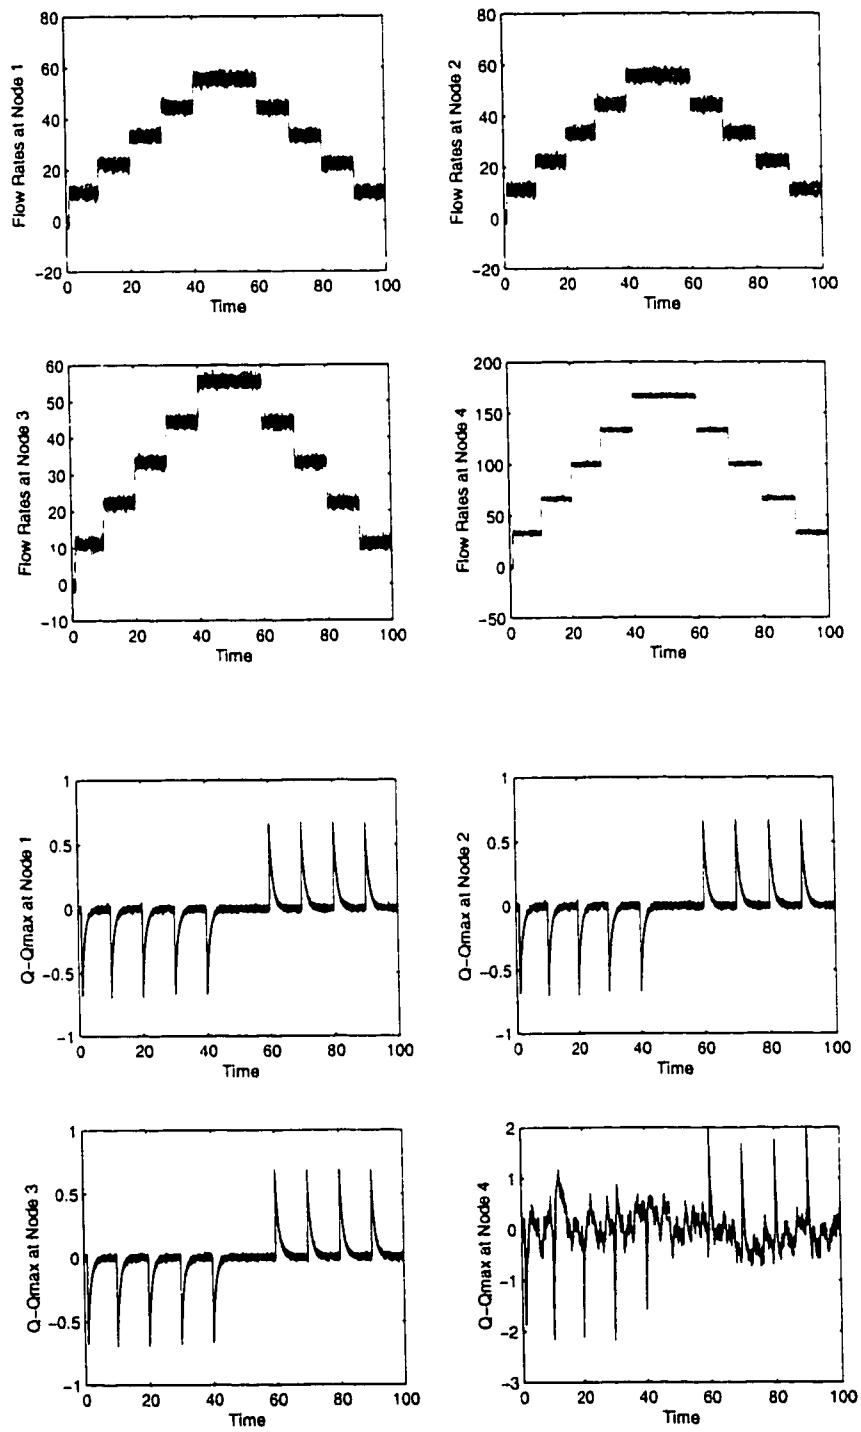 Flow Rates at Node 1
80
60
40
20
0
−20
0 20 40 60 80 100
Time
Flow Rates at Node 2
80
60
40
20
0
−20
0 20 40 60 80 100
Time
Flow Rates at Node 3
60
50
40
30
20
10
0
−10
0 20 40 60 80 100
Time
Flow Rates at Node 4
200
150
100
50
0
−50
0 20 40 60 80 100
Time
Q−Qmax at Node 1
1
0.5
0
−0.5
−1
0 20 40 60 80 100
Time
Q−Qmax at Node 2
1
0.5
0
−0.5
−1
0 20 40 60 80 100
Time
Q−Qmax at Node 3
1
0.5
0
−0.5
−1
0 20 40 60 80 100
Time
Q−Qmax at Node 4
2
1
0
−1
−2
−3
0 20 40 60 80 100
Time